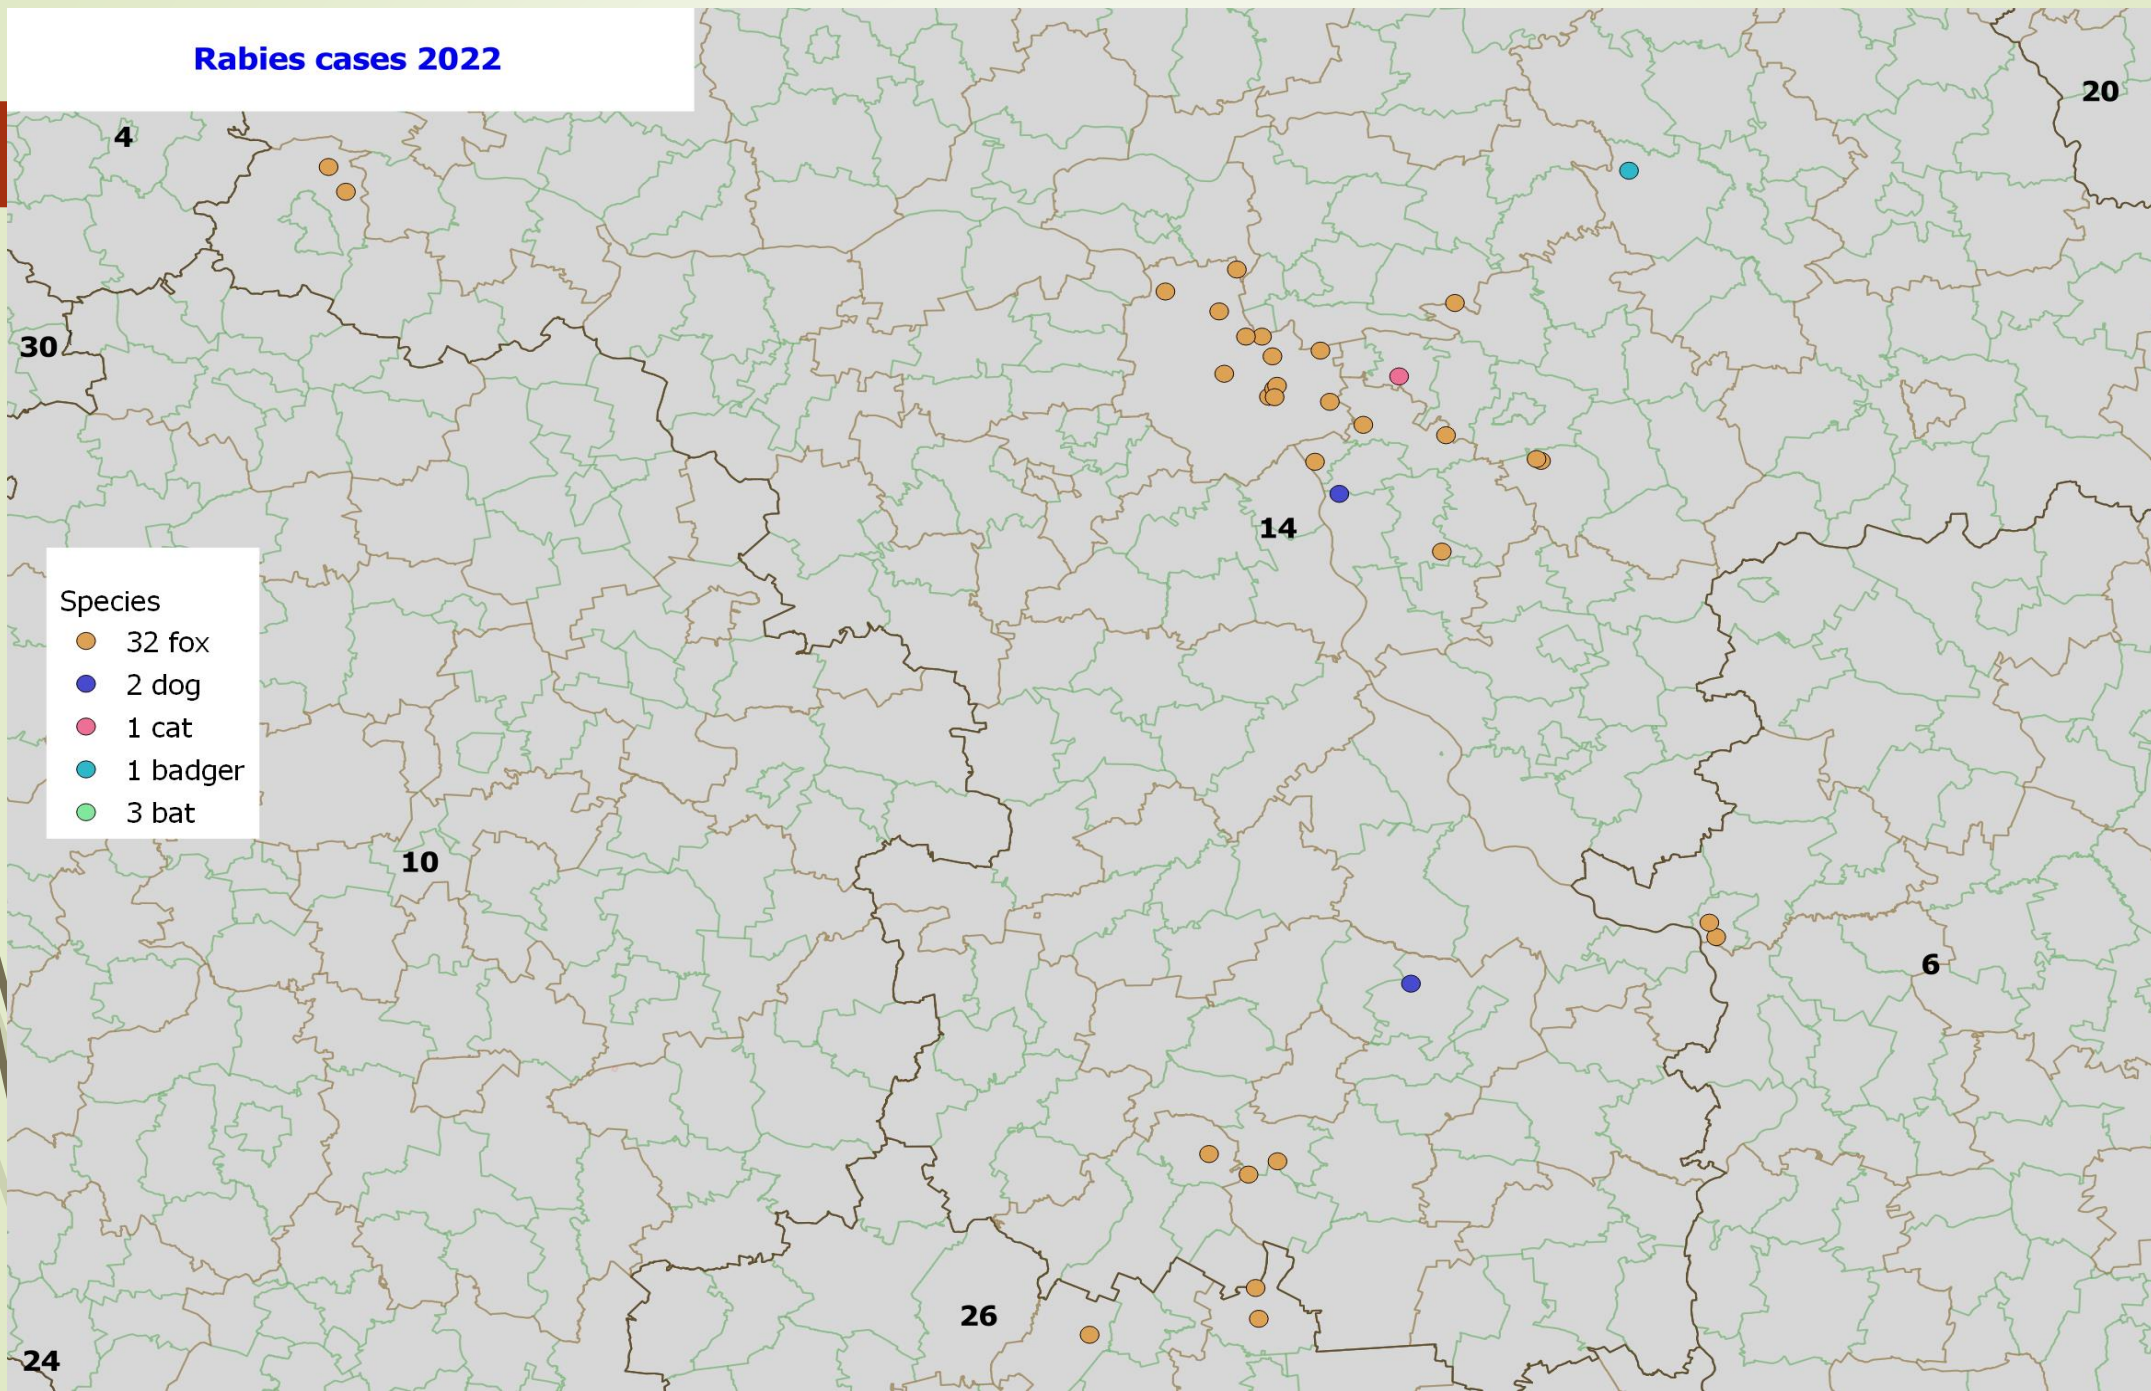 Rabies cases 2022
20
4
30
14
Species
32 fox
2 dog
1 cat
1 badger
3 bat
10
6
26
24